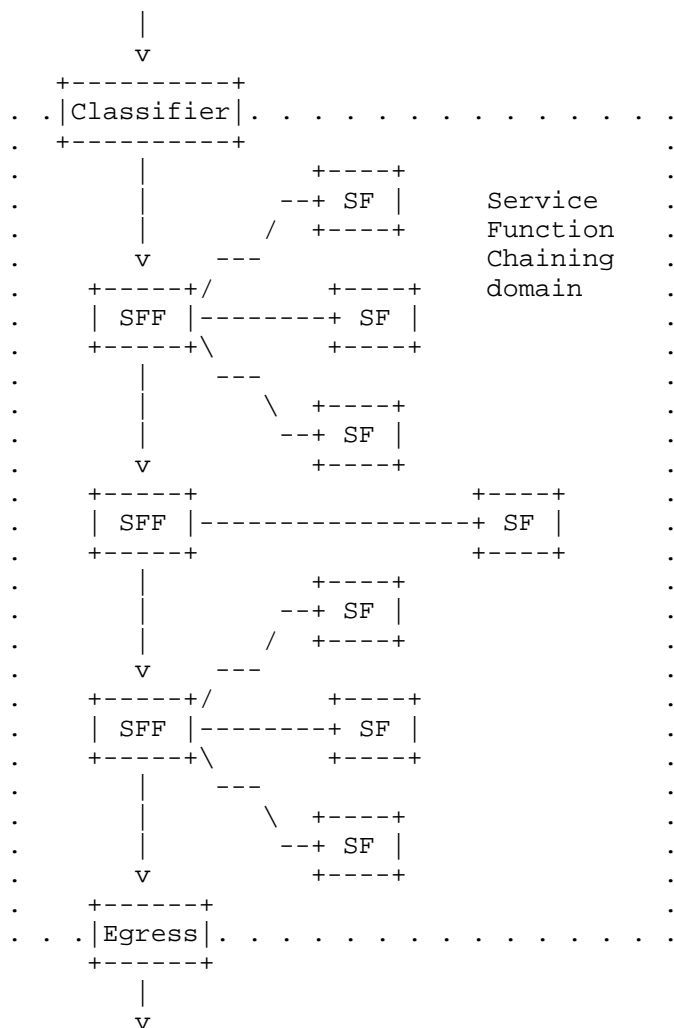 Classifier
SF
Service
Function
Chaining
domain
SFF
SF
SF
SFF
SF
SF
SFF
SF
SF
Egress